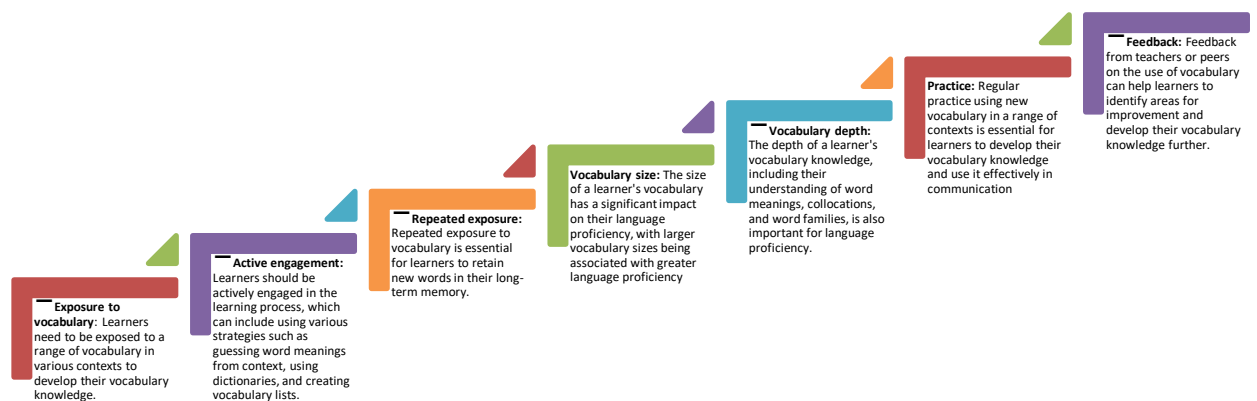 Exposure to
vocabulary: Learners
need to be exposed to a
range of vocabulary in
various contexts to
develop their vocabulary
knowledge.
Active engagement:
Learners should be
actively engaged in the
learning process, which
can include using various
strategies such as
guessing word meanings
from context, using
dictionaries, and creating
vocabulary lists.
Repeated exposure:
Repeated exposure to
vocabulary is essential
for learners to retain
new words in their long-
term memory.
Vocabulary size: The size
of a learner's vocabulary
has a significant impact
on their language
proficiency, with larger
vocabulary sizes being
associated with greater
language proficiency
Vocabulary depth:
The depth of a learner's
vocabulary knowledge,
including their
understanding of word
meanings, collocations,
and word families, is also
important for language
proficiency.
Practice: Regular
practice using new
vocabulary in a range of
contexts is essential for
learners to develop their
vocabulary knowledge
and use it effectively in
communication
Feedback: Feedback
from teachers or peers
on the use of vocabulary
can help learners to
identify areas for
improvement and
develop their vocabulary
knowledge further.